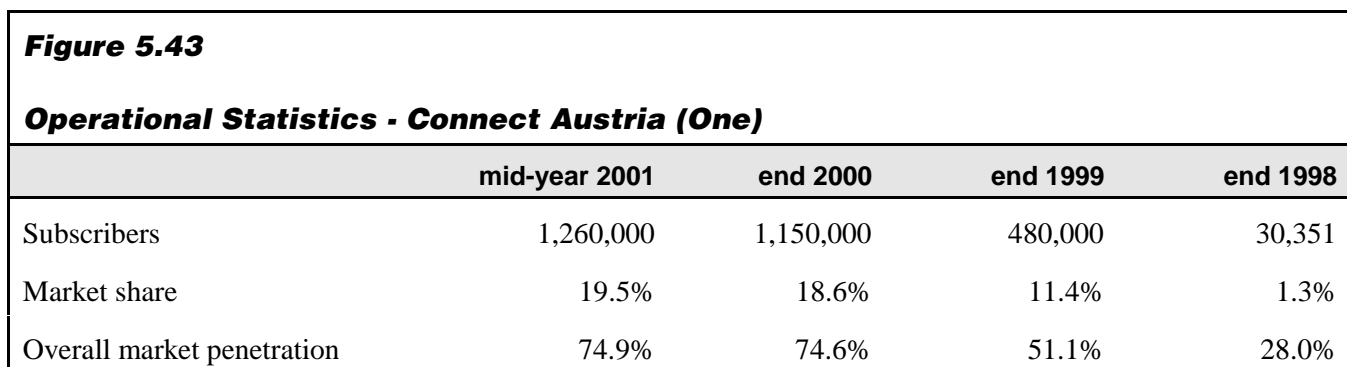 Figure 5.43
Operational Statistics - Connect Austria (One)
mid-year 2001 end 2000 end 1999 end 1998
Subscribers 1,260,000 1,150,000 480,000 30,351
Market share 19.5% 18.6% 11.4% 1.3%
Overall market penetration 74.9% 74.6% 51.1% 28.0%